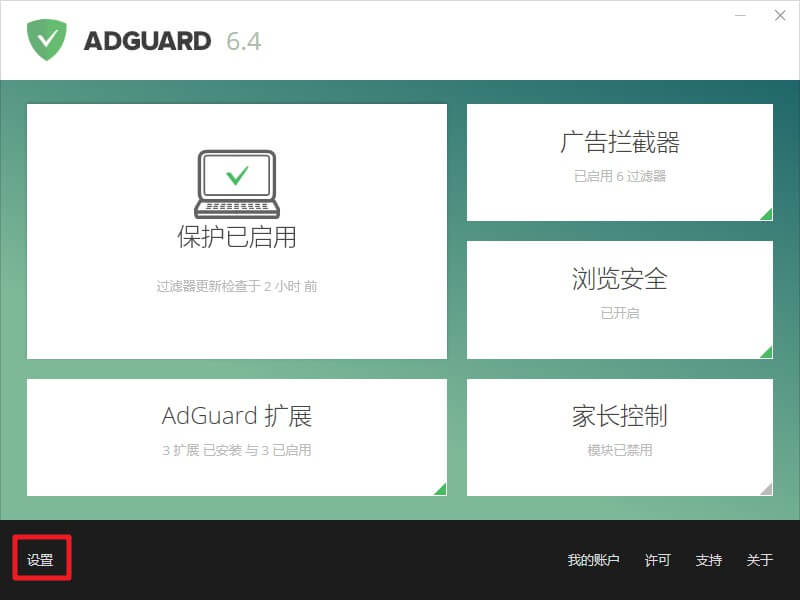 ADGUARD 6.4
保护已启用
过滤器更新检查于 2 小时 前
广告拦截器
已启用 6 过滤器
浏览安全
已开启
AdGuard 扩展
3 扩展 已安装 与 3 已启用
家长控制
模块已禁用
设置
我的账户 许可 支持 关于